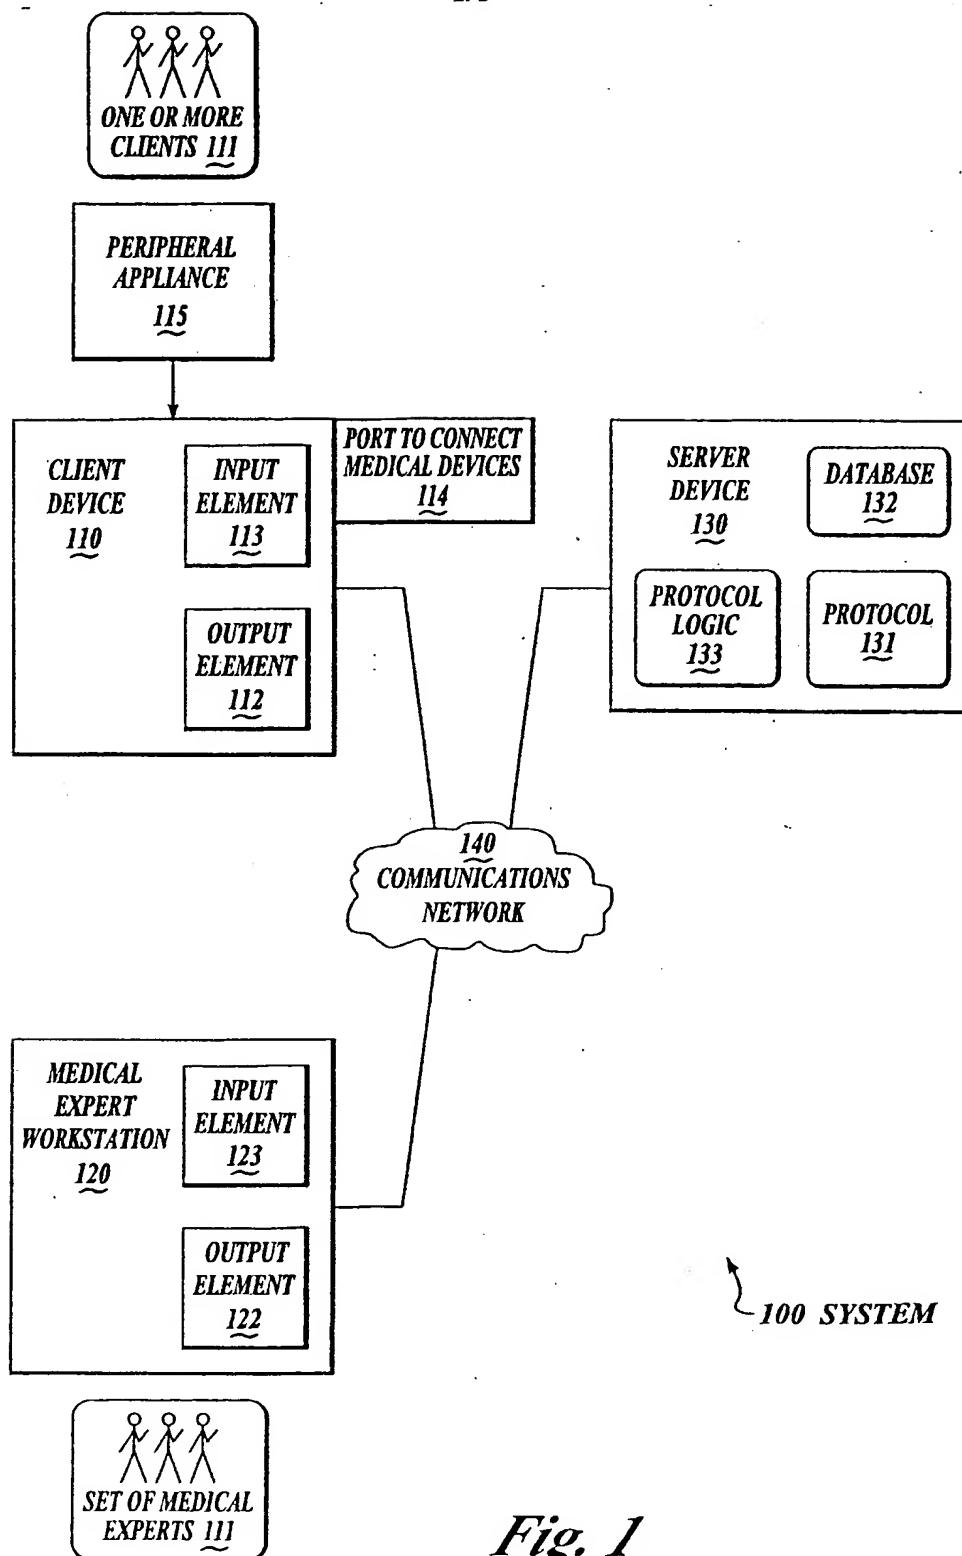 ONE OR MORE
CLIENTS 111
PERIPHERAL
APPLIANCE
115
CLIENT
DEVICE
110
INPUT
ELEMENT
113
OUTPUT
ELEMENT
112
PORT TO CONNECT
MEDICAL DEVICES
114
SERVER
DEVICE
130
DATABASE
132
PROTOCOL
LOGIC
133
PROTOCOL
131
140
COMMUNICATIONS
NETWORK
MEDICAL
EXPERT
WORKSTATION
120
INPUT
ELEMENT
123
OUTPUT
ELEMENT
122
100 SYSTEM
SET OF MEDICAL
EXPERTS 111
Fig. 1